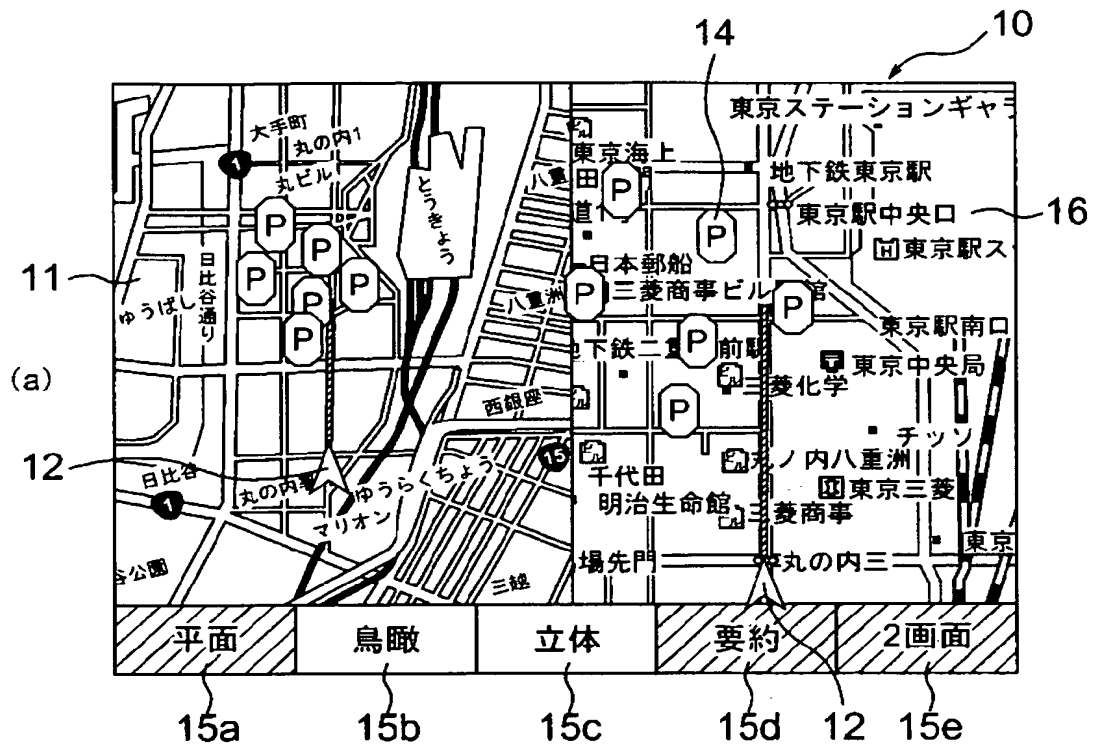 10
14
16
11
(a)
12
大手町
丸の内1
1
丸ビル
とうきょう
八重
日比谷通り
ゆうばし
八重洲
西銀座
15
日比谷
1
ゆうらくちょう
マリオン
谷公園
三越
P
P
P
P
P
P
東京ステーションギャラ
東京海上
地下鉄東京駅
田
P
道
東京駅中央口
P
東京駅ス
日本郵船
P
三菱商事ビル
館
P
東京駅南口
地下鉄二重
P
前駅
東京中央局
三菱化学
P
チッソ
丸ノ内八重洲
千代田
東京三菱
明治生命館
三菱商事
東京
場先門
丸の内三
平面
鳥瞰
立体
要約
2画面
15a
15b
15c
15d
12
15e